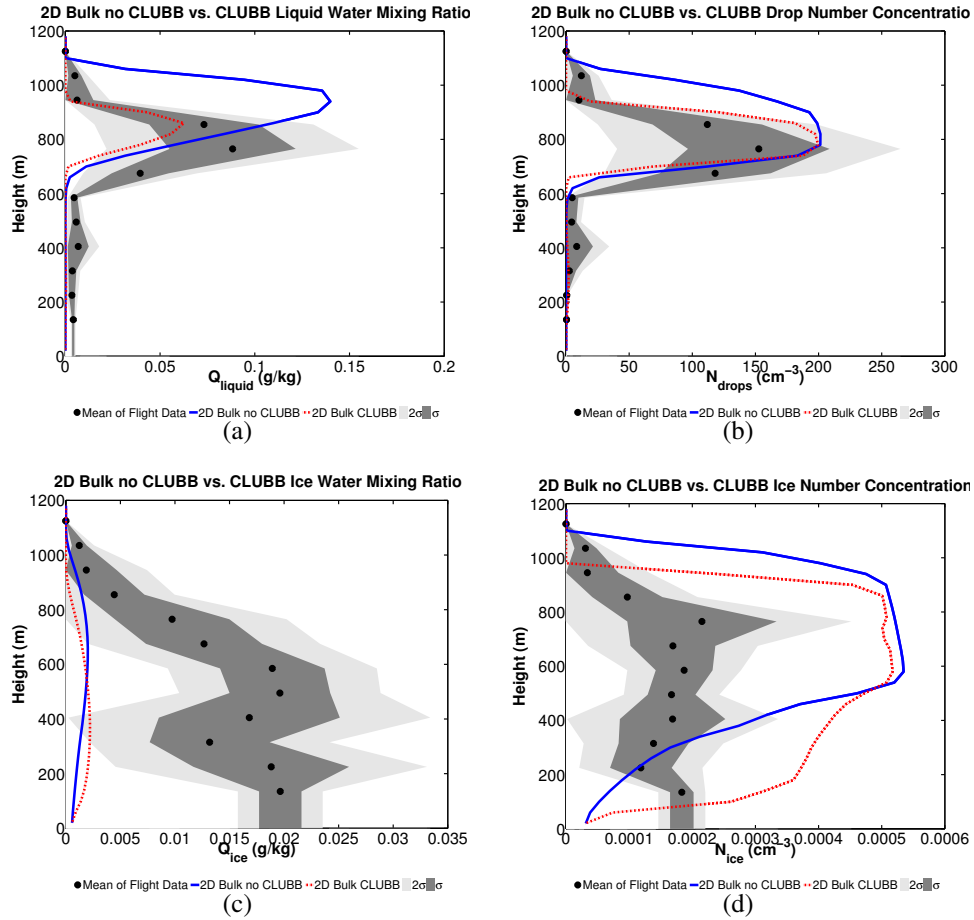 2D Bulk no CLUBB vs. CLUBB Liquid Water Mixing Ratio
1200
1000
800
600
400
200
0
Height (m)
0
0.05
0.1
0.15
0.2
Q liquid (g/kg)
Mean of Flight Data 2D Bulk no CLUBB 2D Bulk CLUBB 2σ σ
(a)
2D Bulk no CLUBB vs. CLUBB Drop Number Concentratio
1200
1000
800
600
400
200
0
Height (m)
0
50
100
150
200
250
300
N drops (cm−3)
Mean of Flight Data 2D Bulk no CLUBB 2D Bulk CLUBB 2σ σ
(b)
2D Bulk no CLUBB vs. CLUBB Ice Water Mixing Ratio
1200
1000
800
600
400
200
0
Height (m)
0
0.005
0.01
0.015
0.02
0.025
0.03
0.035
Q ice (g/kg)
Mean of Flight Data 2D Bulk no CLUBB 2D Bulk CLUBB 2σ σ
(c)
2D Bulk no CLUBB vs. CLUBB Ice Number Concentration
1200
1000
800
600
400
200
0
Height (m)
0
0.0001
0.0002
0.0003
0.0004
0.0005
0.0006
N ice (cm−3)
Mean of Flight Data 2D Bulk no CLUBB 2D Bulk CLUBB 2σ σ
(d)